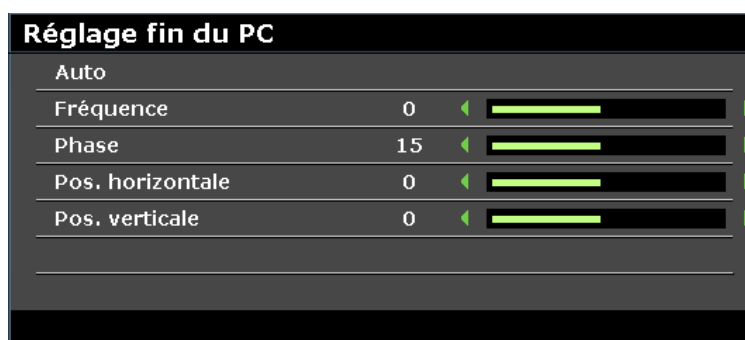 Réglage fin du PC
Auto
Fréquence 0
Phase 15
Pos. horizontale 0
Pos. verticale 0